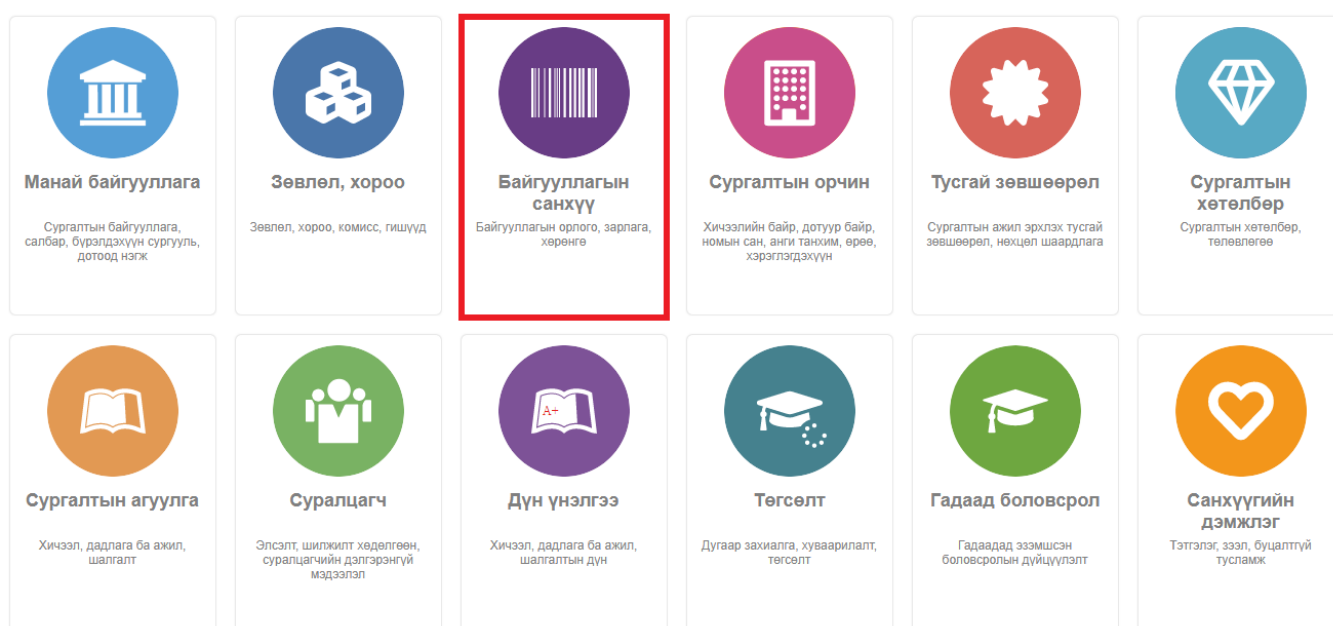 Манай байгууллага
Сургалтын байгууллага,
салбар, бүрэлдэхүүн сургууль,
дотоод нэгж
Зөвлөл, хороо
Зөвлөл, хороо, комисс, гишүүд
Байгууллагын
санхүү
Байгууллагын орлого, зарлага,
хөрөнгө
Сургалтын орчин
Хичээлийн байр, дотуур байр,
номын сан, анги танхим, өрөө,
хэрэглэгдэхүүн
Тусгай зөвшөөрөл
Сургалтын ажил эрхлэх тусгай
зөвшөөрөл, нөхцөл шаардлага
Сургалтын
хөтөлбөр
Сургалтын хөтөлбөр,
төлөвлөгөө
Сургалтын агуулга
Хичээл, дадлага ба ажил,
шалгалт
Суралцагч
Элсэлт, шилжилт хөдөлгөөн,
суралцагчийн дэлгэрэнгүй
мэдээлэл
A+
Дүн үнэлгээ
Хичээл, дадлага ба ажил,
шалгалтын дүн
Төгсөлт
Дугаар захиалга, хуваарилалт,
төгсөлт
Гадаад боловсрол
Гадаадад эзэмшсэн
боловсролын дүйцүүлэлт
Санхүүгийн
дэмжлэг
Тэтгэлэг, зээл, буцалтгүй
тусламж